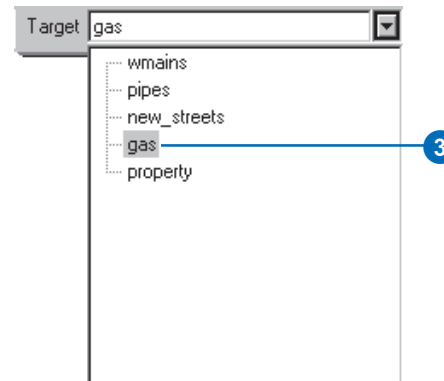 Target gas
wmains
pipes
new_streets
gas 3
property